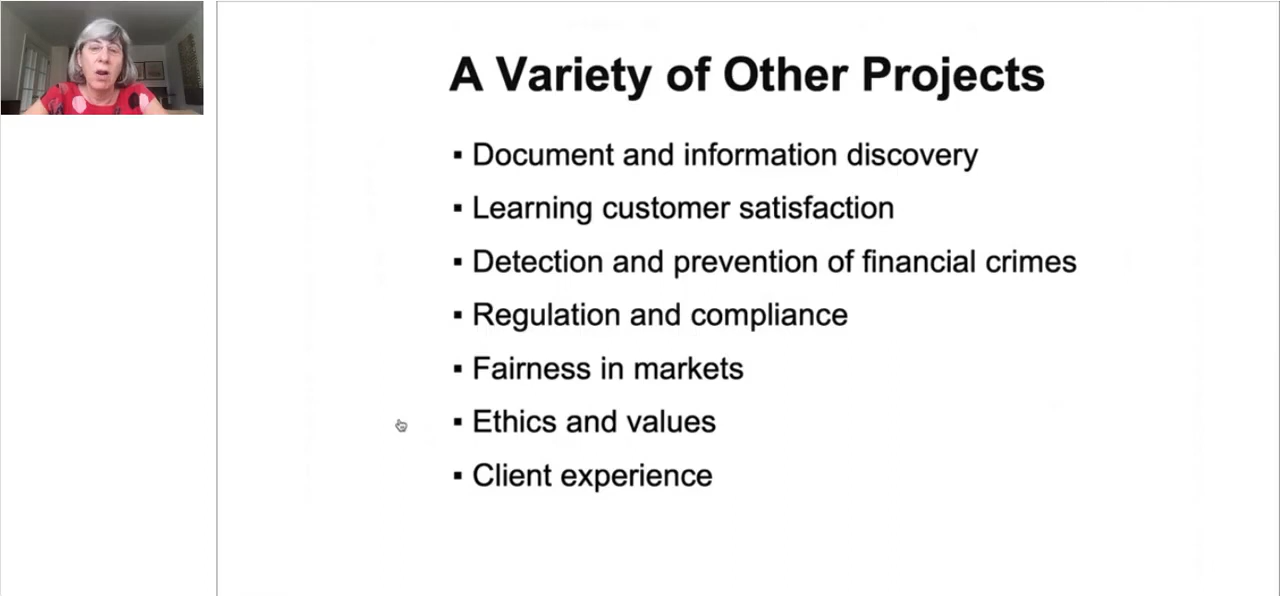 A Variety of Other Projects
▪ Document and information discovery
▪ Learning customer satisfaction
▪ Detection and prevention of financial crimes
▪ Regulation and compliance
▪ Fairness in markets
▪ Ethics and values
▪ Client experience